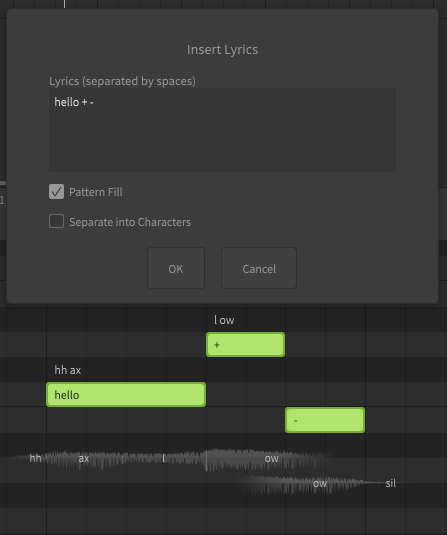 Insert Lyrics
Lyrics (separated by spaces)
hello + -
Pattern Fill
Separate into Characters
OK
Cancel
l ow
+
hh ax
hello
-
hh ax l ow
ow sil